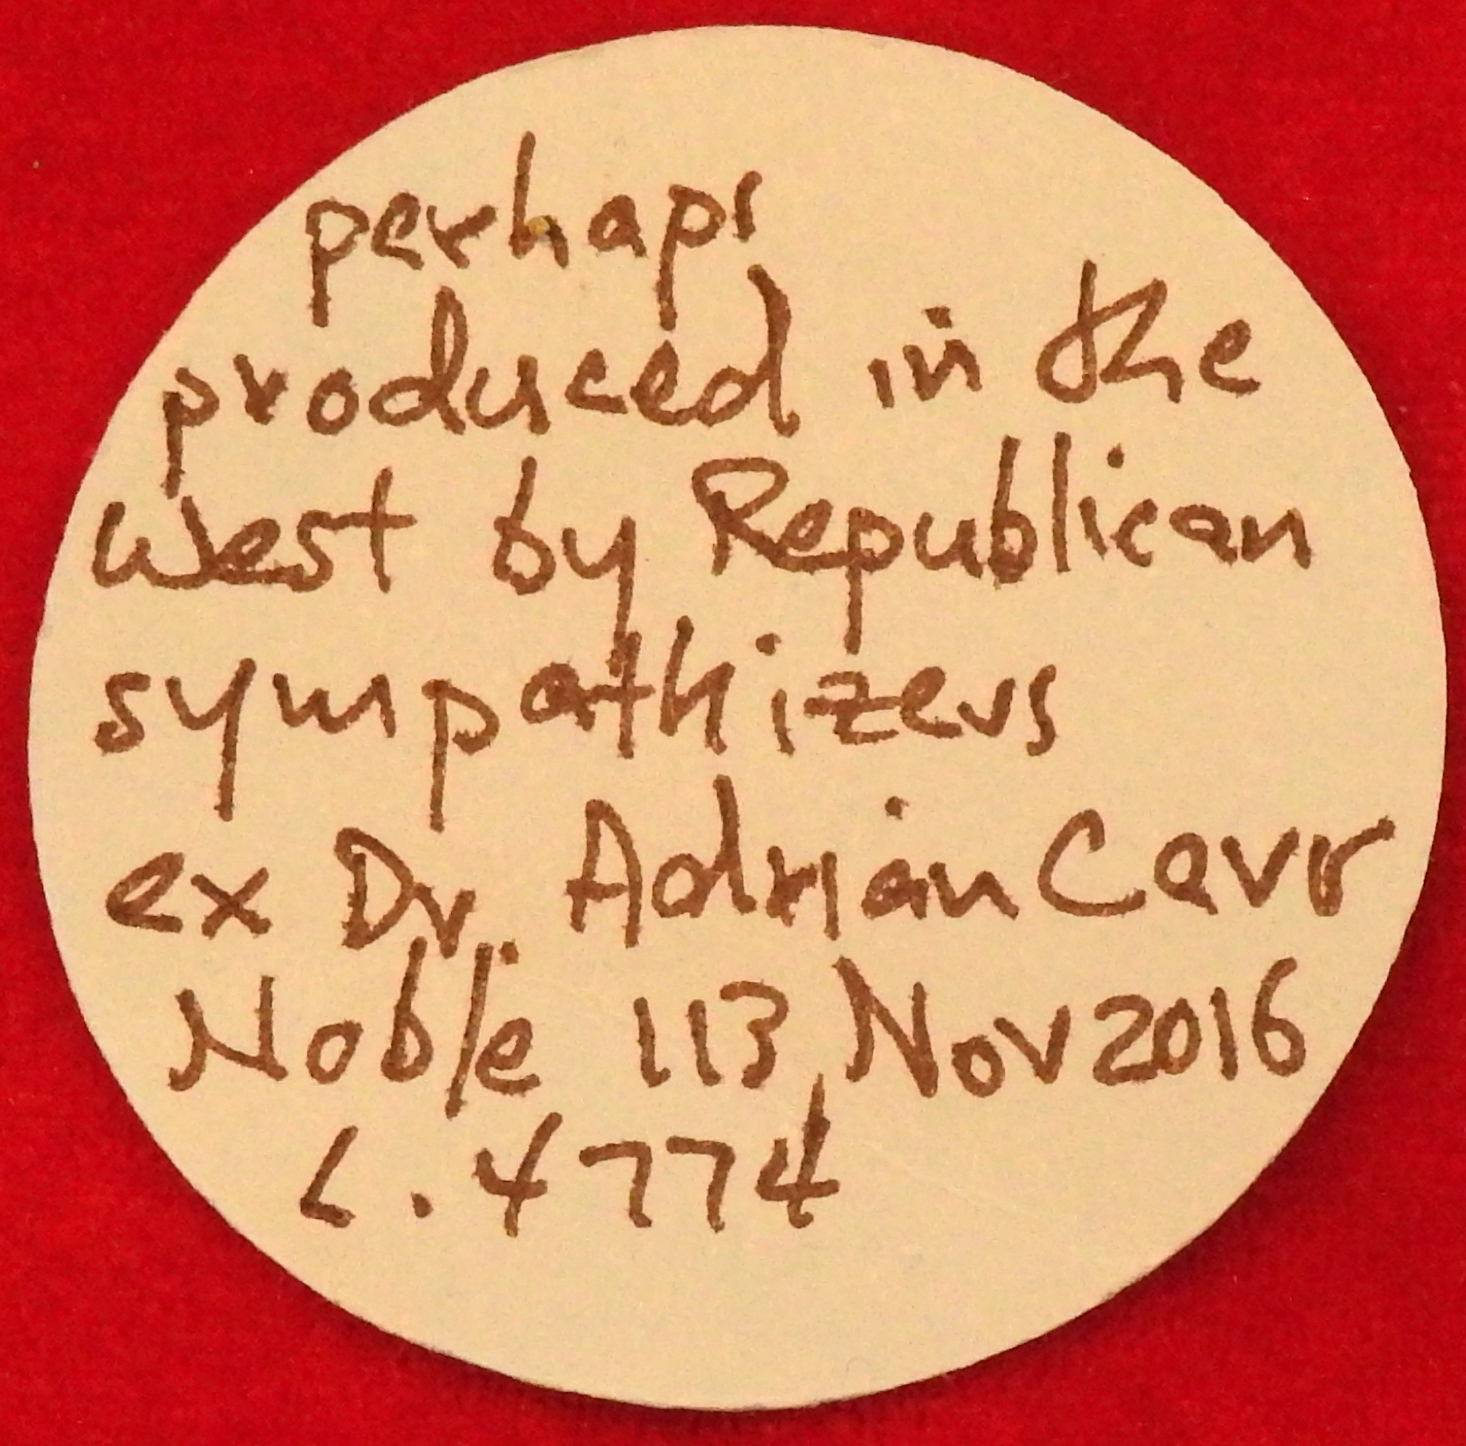 perhaps
produced in the
West by Republican
sympathizers
ex Dr. Adrian Carr
Noble 113, Nov 2016
L. 4774